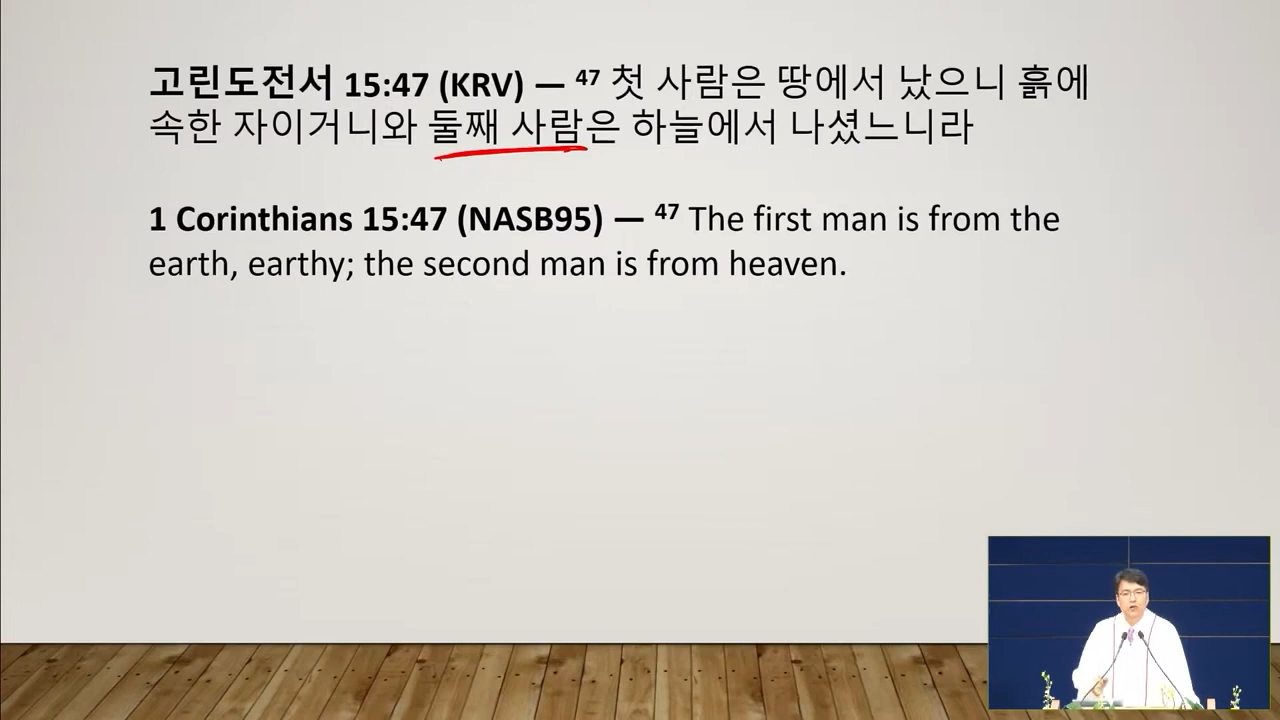 고린도전서 15:47 (KRV) — ⁴⁷ 첫 사람은 땅에서 났으니 흙에
속한 자이거니와 둘째 사람은 하늘에서 나셨느니라
1 Corinthians 15:47 (NASB95) — ⁴⁷ The first man is from the
earth, earthy; the second man is from heaven.